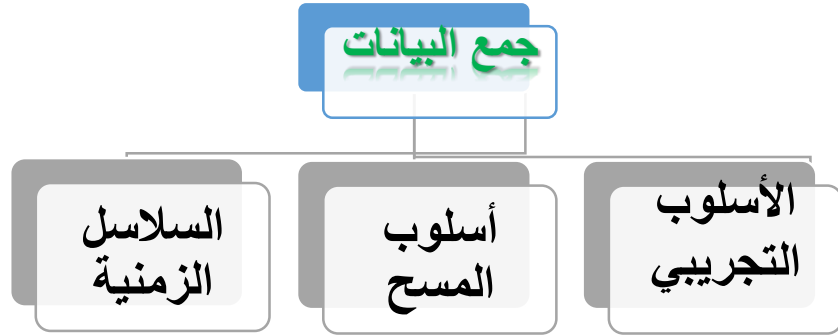 جمع البيانات
الأسلوب
التجريبي
أسلوب
المسح
السلاسل
الزمنية